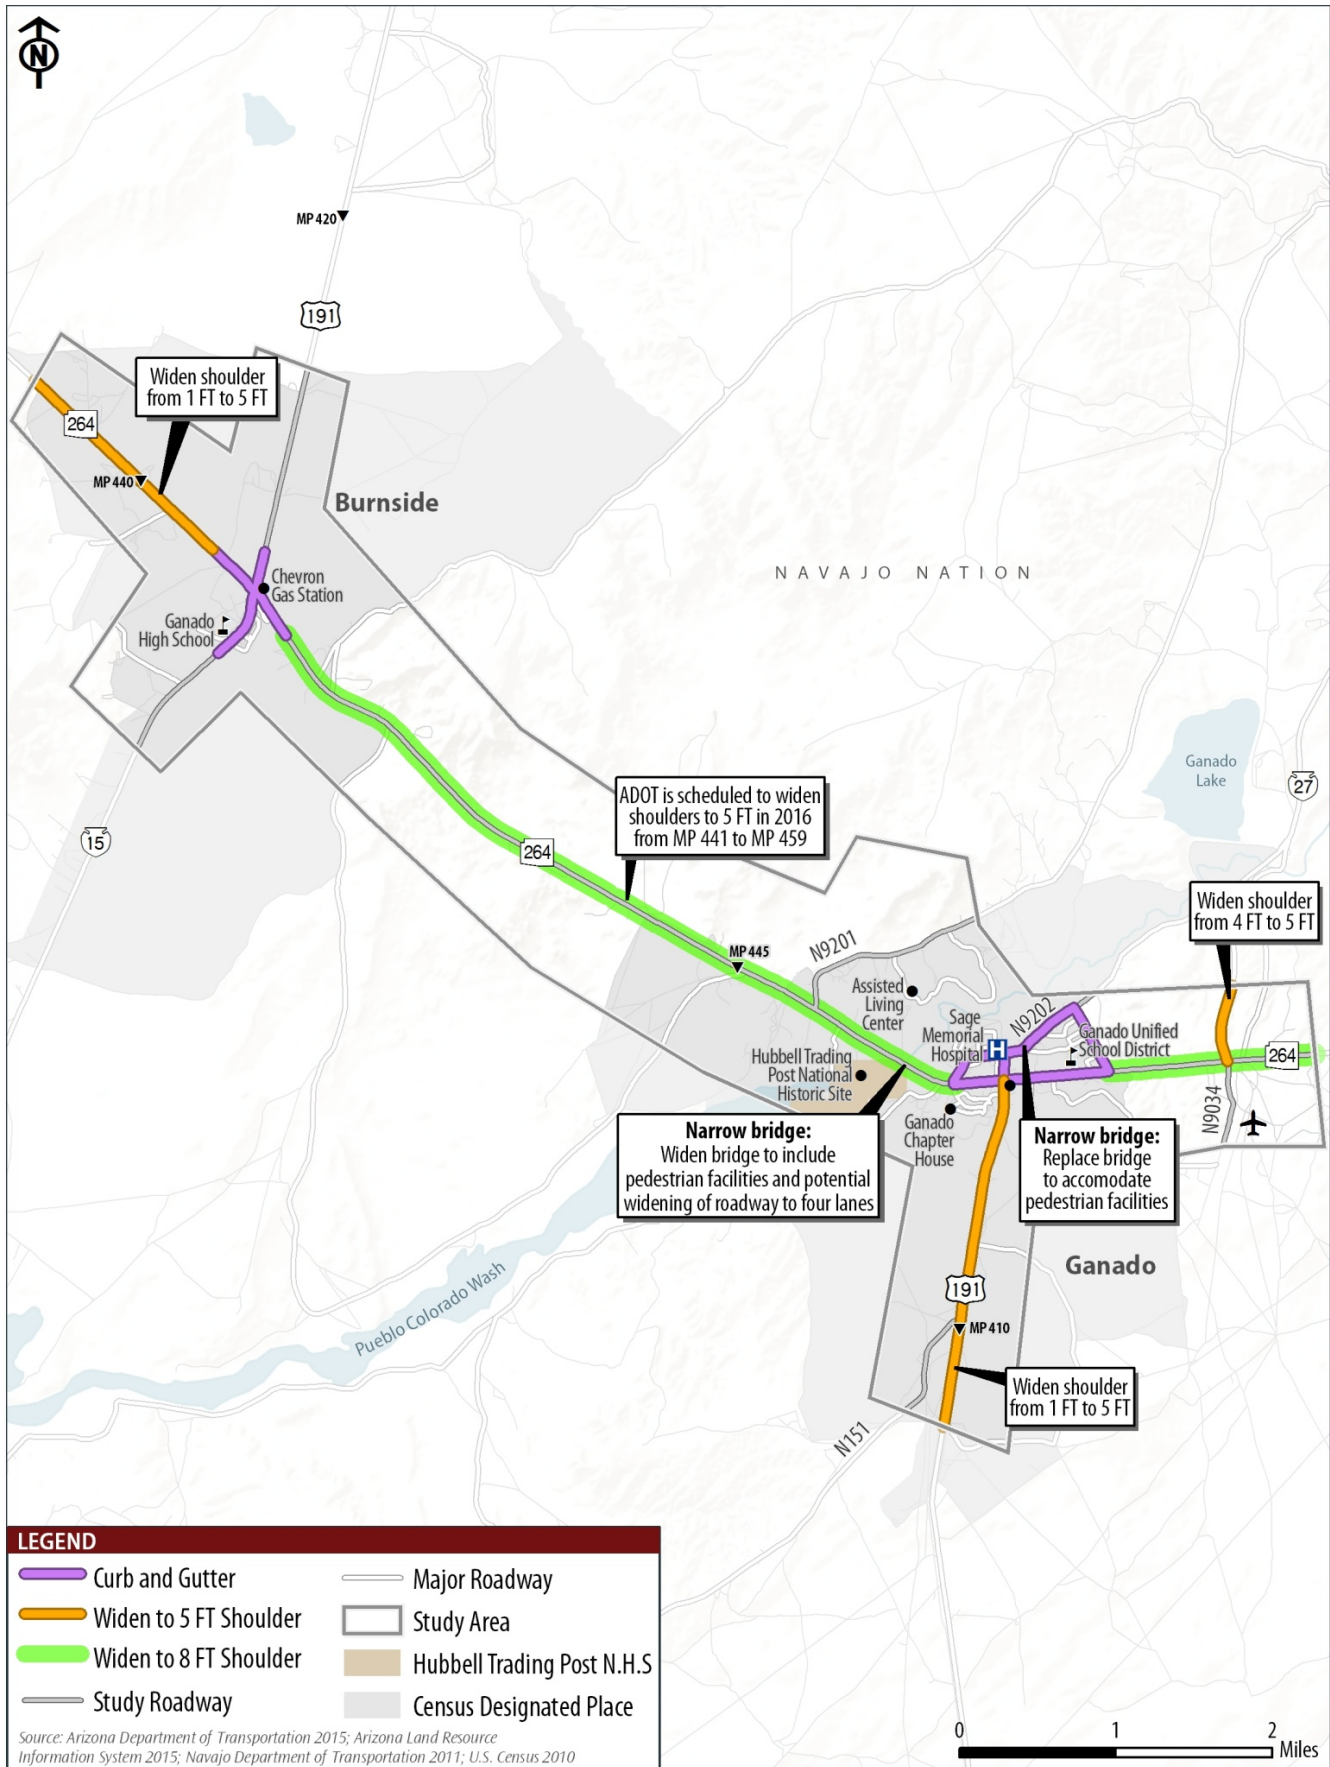 N
MP 420
191
Widen shoulder
from 1 FT to 5 FT
264
MP 440
Burnside
Chevron
Gas Station
Ganado
High School
NAVAJO NATION
Ganado
Lake
27
15
ADOT is scheduled to widen
shoulders to 5 FT in 2016
from MP 441 to MP 459
264
Widen shoulder
from 4 FT to 5 FT
MP 445
N9201
Assisted
Living
Center
Sage
Memorial
Hospital
H
N9202
Ganado Unified
School District
264
Hubbell Trading
Post National
Historic Site
N9034
Ganado
Chapter
House
Narrow bridge:
Widen bridge to include
pedestrian facilities and potential
widening of roadway to four lanes
Narrow bridge:
Replace bridge
to accomodate
pedestrian facilities
Ganado
Pueblo Colorado Wash
191
MP 410
Widen shoulder
from 1 FT to 5 FT
N151
LEGEND
Curb and Gutter
Widen to 5 FT Shoulder
Widen to 8 FT Shoulder
Study Roadway
Major Roadway
Study Area
Hubbell Trading Post N.H.S
Census Designated Place
Source: Arizona Department of Transportation 2015; Arizona Land Resource
Information System 2015; Navajo Department of Transportation 2011; U.S. Census 2010
0 1 2
Miles